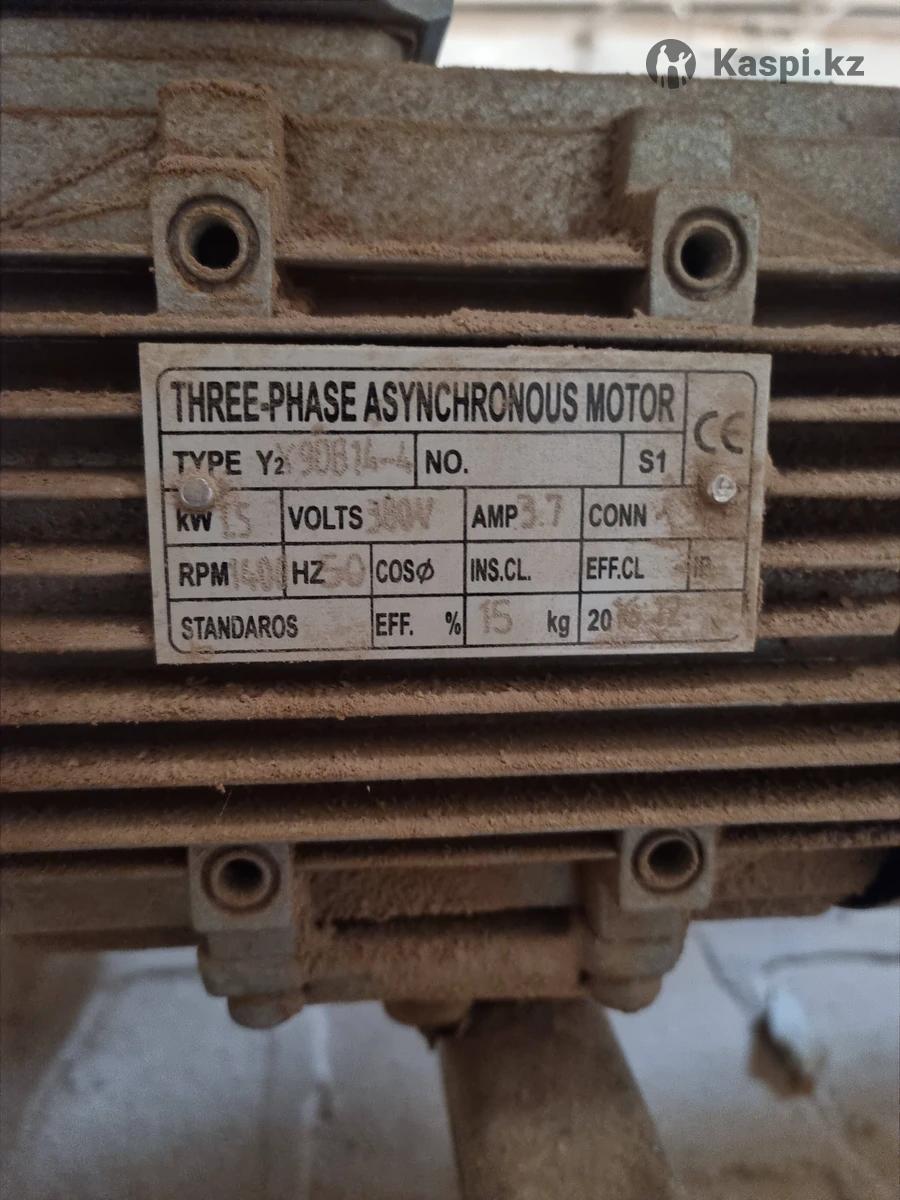 Kaspi.kz
THREE-PHASE ASYNCHRONOUS MOTOR CE
TYPE Y2 90B14-4 NO. S1
KW 1.5 VOLTS 380V AMP 3.7 CONN
RPM 1400 HZ 50 COSØ INS.CL. EFF.CL IP
STANDAROS EFF. % 15 kg 20